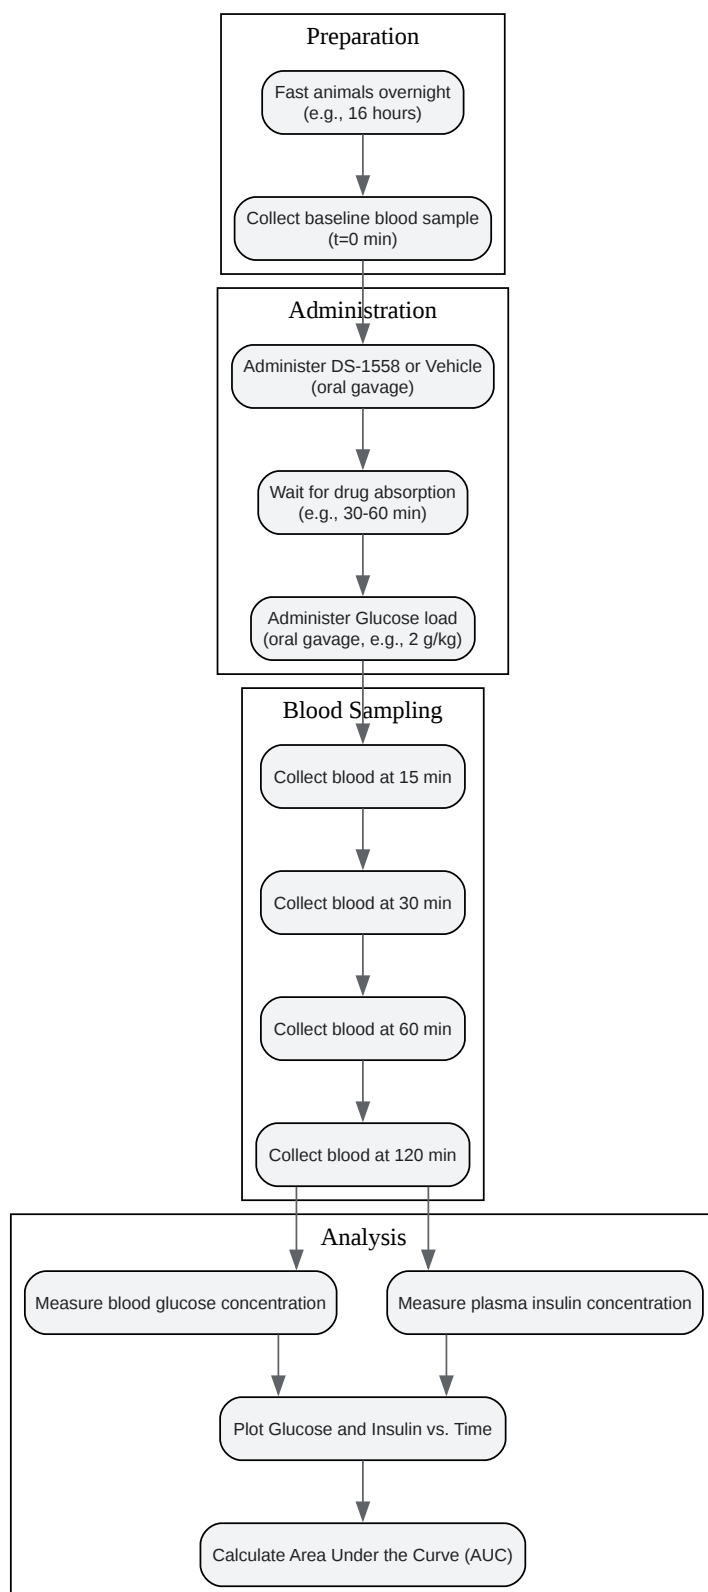 Preparation
Fast animals overnight
(e.g., 16 hours)
Collect baseline blood sample
(t=0 min)
Administration
Administer DS-1558 or Vehicle
(oral gavage)
Wait for drug absorption
(e.g., 30-60 min)
Administer Glucose load
(oral gavage, e.g., 2 g/kg)
Blood Sampling
Collect blood at 15 min
Collect blood at 30 min
Collect blood at 60 min
Collect blood at 120 min
Analysis
Measure blood glucose concentration
Measure plasma insulin concentration
Plot Glucose and Insulin vs. Time
Calculate Area Under the Curve (AUC)